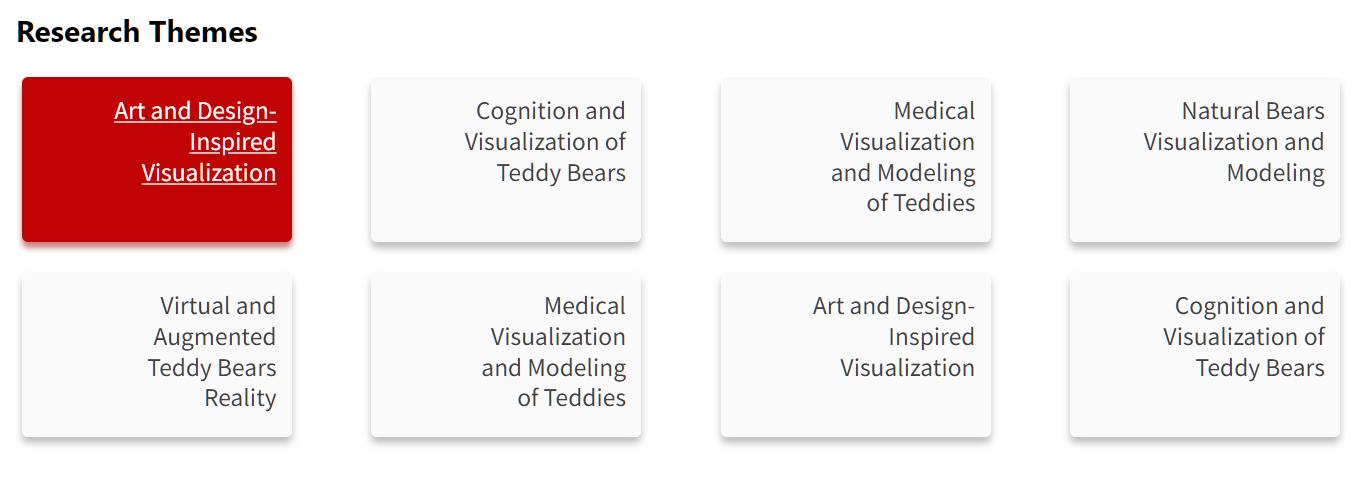 Research Themes
Art and Design-
Inspired
Visualization
Cognition and
Visualization of
Teddy Bears
Medical
Visualization
and Modeling
of Teddies
Natural Bears
Visualization and
Modeling
Virtual and
Augmented
Teddy Bears
Reality
Medical
Visualization
and Modeling
of Teddies
Art and Design-
Inspired
Visualization
Cognition and
Visualization of
Teddy Bears